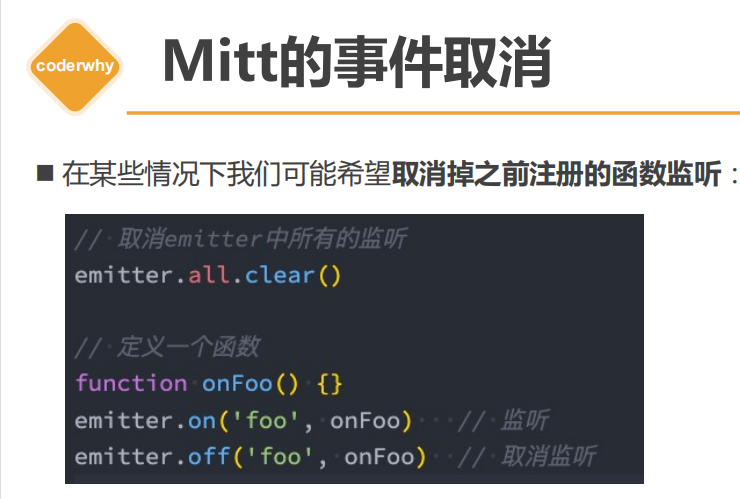 coderwhy
Mitt的事件取消
在某些情况下我们可能希望取消掉之前注册的函数监听：
// 取消emitter中所有的监听
emitter.all.clear()
// 定义一个函数
function onFoo() {}
emitter.on('foo', onFoo)   // 监听
emitter.off('foo', onFoo)  // 取消监听